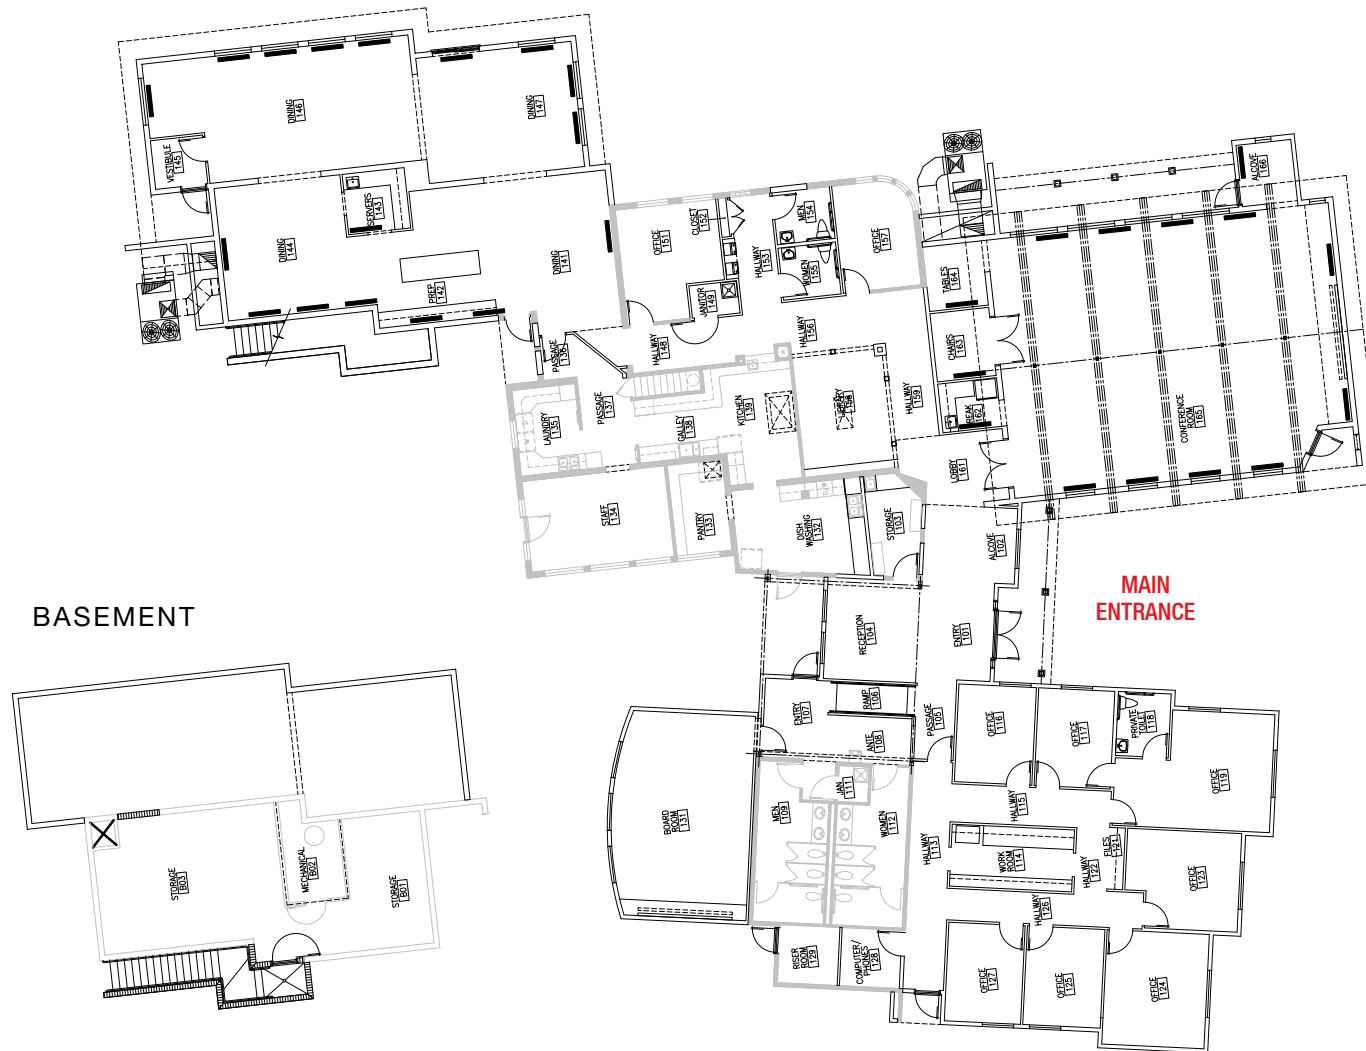 DINING
146
DINING
147
VESTIBULE
145
SERVERS
143
DINING
144
DINING
141
PREP
142
OFFICE
151
CLOSET
152
MEN
154
OFFICE
157
HALLWAY
153
WOMEN
155
JANITOR
149
ALCOVE
166
TABLES
164
CHAIRS
163
HALLWAY
156
HALLWAY
148
PASSAGE
136
PASSAGE
137
LAUNDRY
135
GALLEY
138
KITCHEN
139
HALLWAY
159
162
CONFERENCE
ROOM
165
LOBBY
161
STAFF
134
PANTRY
133
DISH
WASHING
132
STORAGE
103
ALCOVE
102
MAIN
ENTRANCE
BASEMENT
RECEPTION
104
ENTRY
101
ENTRY
107
RAMP
106
PASSAGE
105
ANTE
108
OFFICE
116
OFFICE
117
PRIVATE
TOILET
118
OFFICE
119
BOARD
ROOM
131
MEN
109
JAN
111
WOMEN
112
HALLWAY
113
HALLWAY
115
WORK
ROOM
114
HALLWAY
122
FILES
121
OFFICE
123
HALLWAY
126
RISER
ROOM
129
COMPUTER/
PHONES
128
OFFICE
127
OFFICE
125
OFFICE
124
STORAGE
B03
MECHANICAL
B02
STORAGE
B01